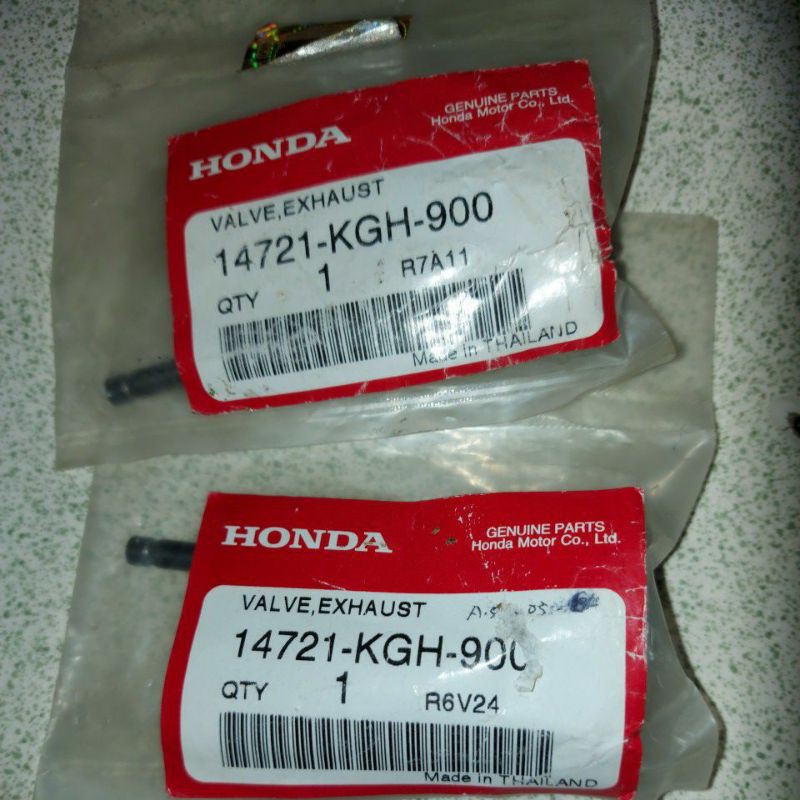 HONDA
GENUINE PARTS
Honda Motor Co., Ltd.
VALVE,EXHAUST
14721-KGH-900
QTY 1 R7A11
Made in THAILAND
HONDA
GENUINE PARTS
Honda Motor Co., Ltd.
VALVE,EXHAUST
14721-KGH-900
QTY 1 R6V24
Made in THAILAND